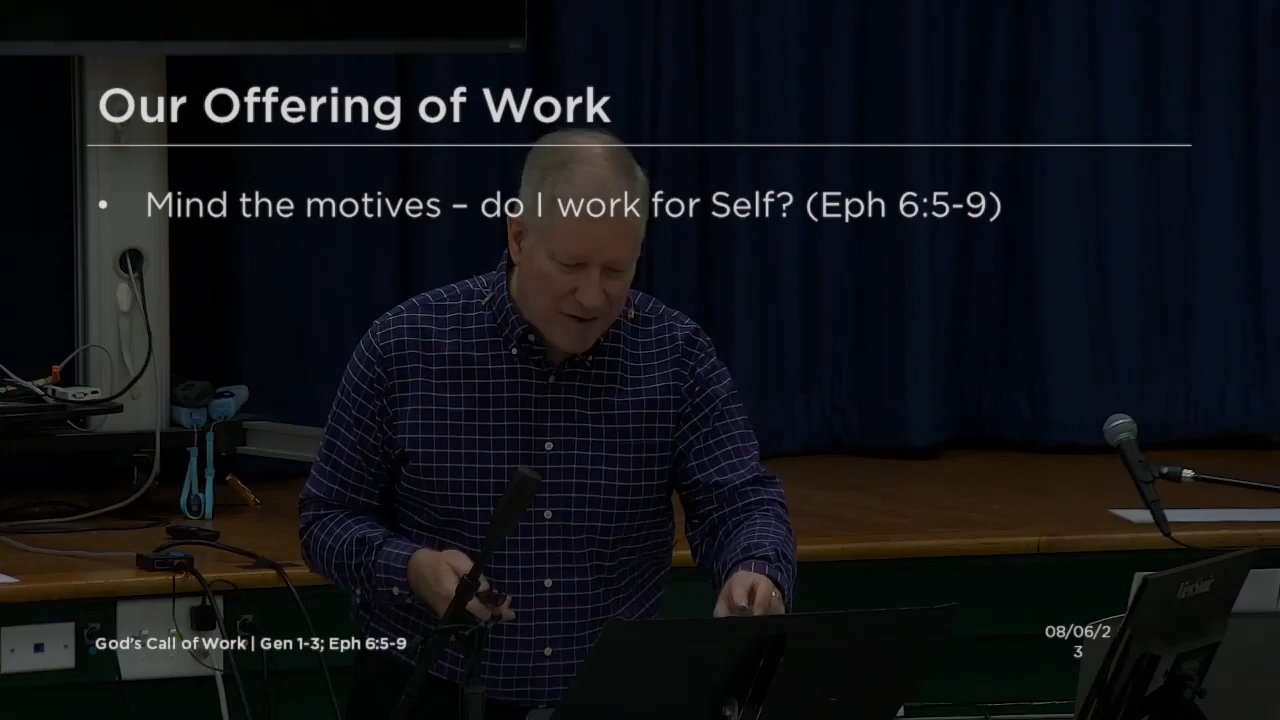 Our Offering of Work
• Mind the motives – do I work for Self? (Eph 6:5-9)
God's Call of Work | Gen 1-3; Eph 6:5-9
08/06/2
3